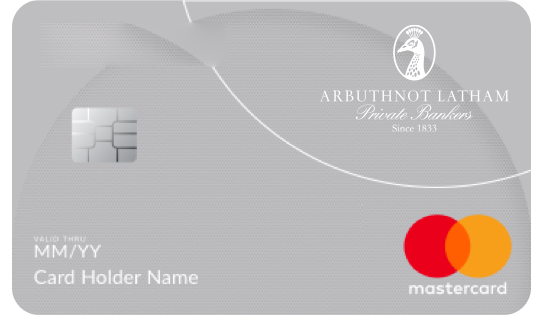 ARBUTHNOT LATHAM
Private Bankers
Since 1833
VALID THRU
MM/YY
Card Holder Name
mastercard